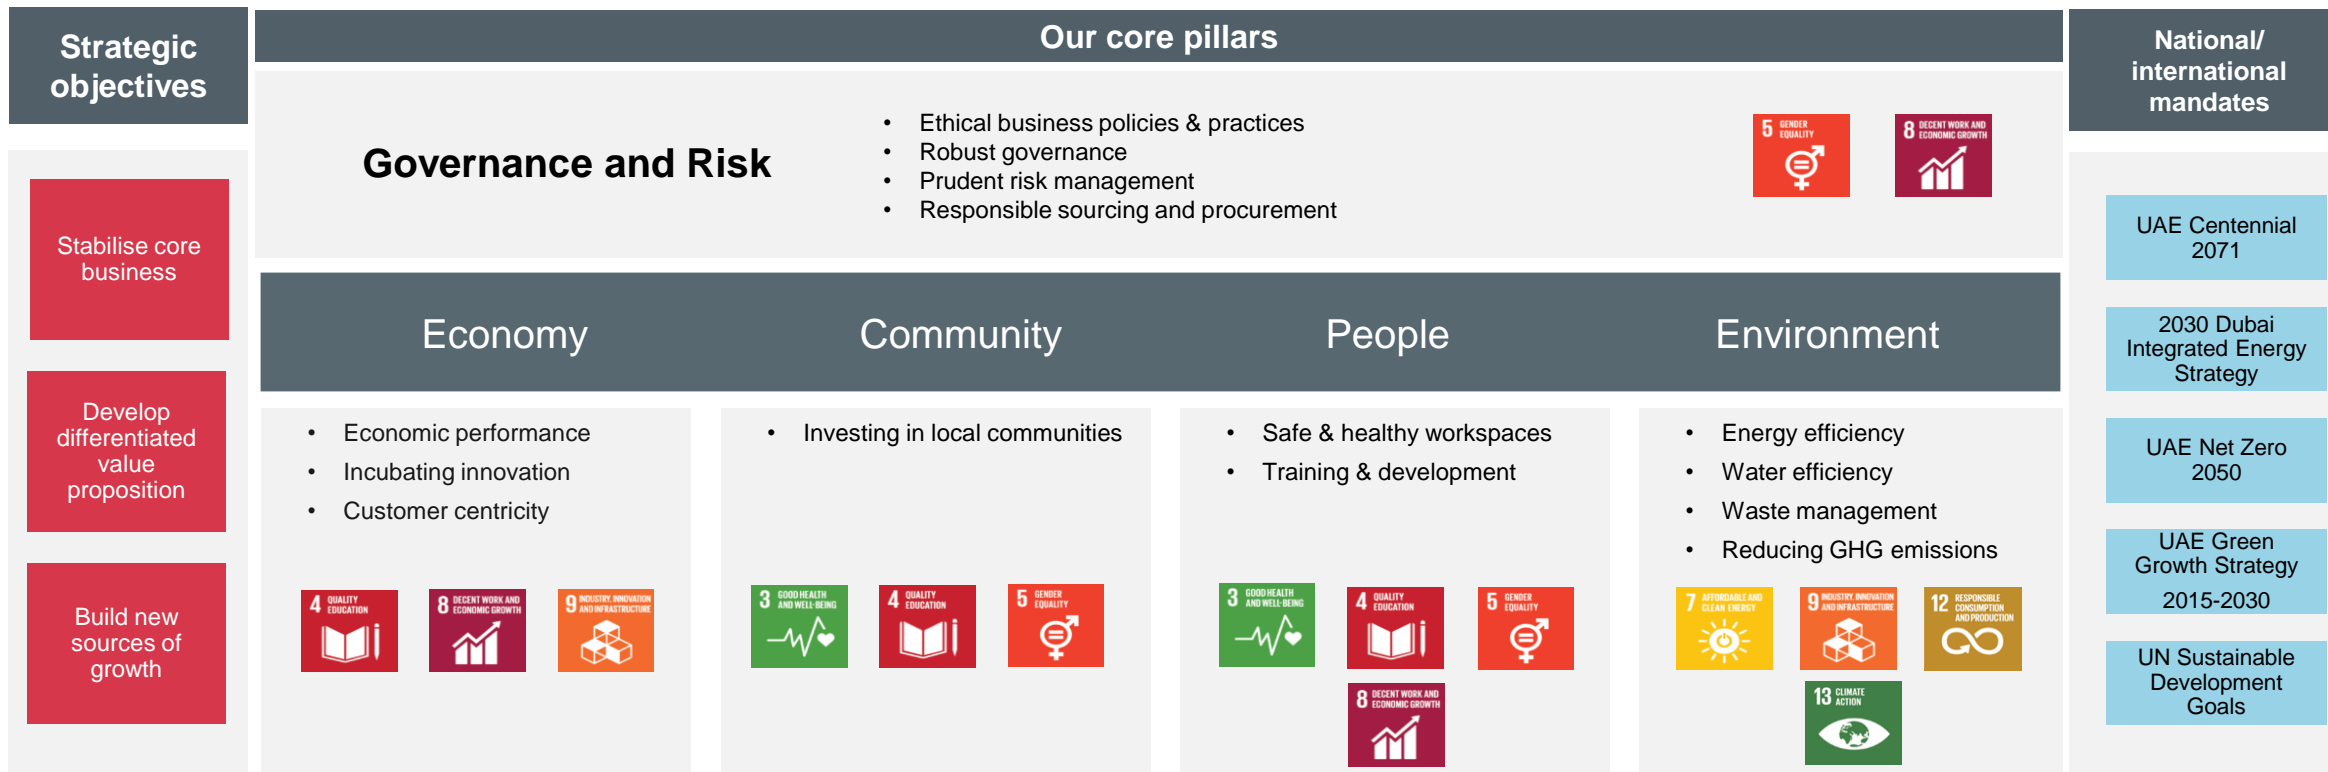 Strategic
objectives
Stabilise core
business
Develop
differentiated
value
proposition
Build new
sources of
growth
Our core pillars
Governance and Risk
• Ethical business policies & practices
• Robust governance
• Prudent risk management
• Responsible sourcing and procurement
5 GENDER
EQUALITY
8 DECENT WORK AND
ECONOMIC GROWTH
Economy
Community
People
Environment
• Economic performance
• Incubating innovation
• Customer centricity
4 QUALITY
EDUCATION
8 DECENT WORK AND
ECONOMIC GROWTH
9 INDUSTRY, INNOVATION
AND INFRASTRUCTURE
• Investing in local communities
3 GOOD HEALTH
AND WELL-BEING
4 QUALITY
EDUCATION
5 GENDER
EQUALITY
• Safe & healthy workspaces
• Training & development
3 GOOD HEALTH
AND WELL-BEING
4 QUALITY
EDUCATION
5 GENDER
EQUALITY
8 DECENT WORK AND
ECONOMIC GROWTH
• Energy efficiency
• Water efficiency
• Waste management
• Reducing GHG emissions
7 AFFORDABLE AND
CLEAN ENERGY
9 INDUSTRY, INNOVATION
AND INFRASTRUCTURE
12 RESPONSIBLE
CONSUMPTION
AND PRODUCTION
13 CLIMATE
ACTION
National/
international
mandates
UAE Centennial
2071
2030 Dubai
Integrated Energy
Strategy
UAE Net Zero
2050
UAE Green
Growth Strategy
2015-2030
UN Sustainable
Development
Goals